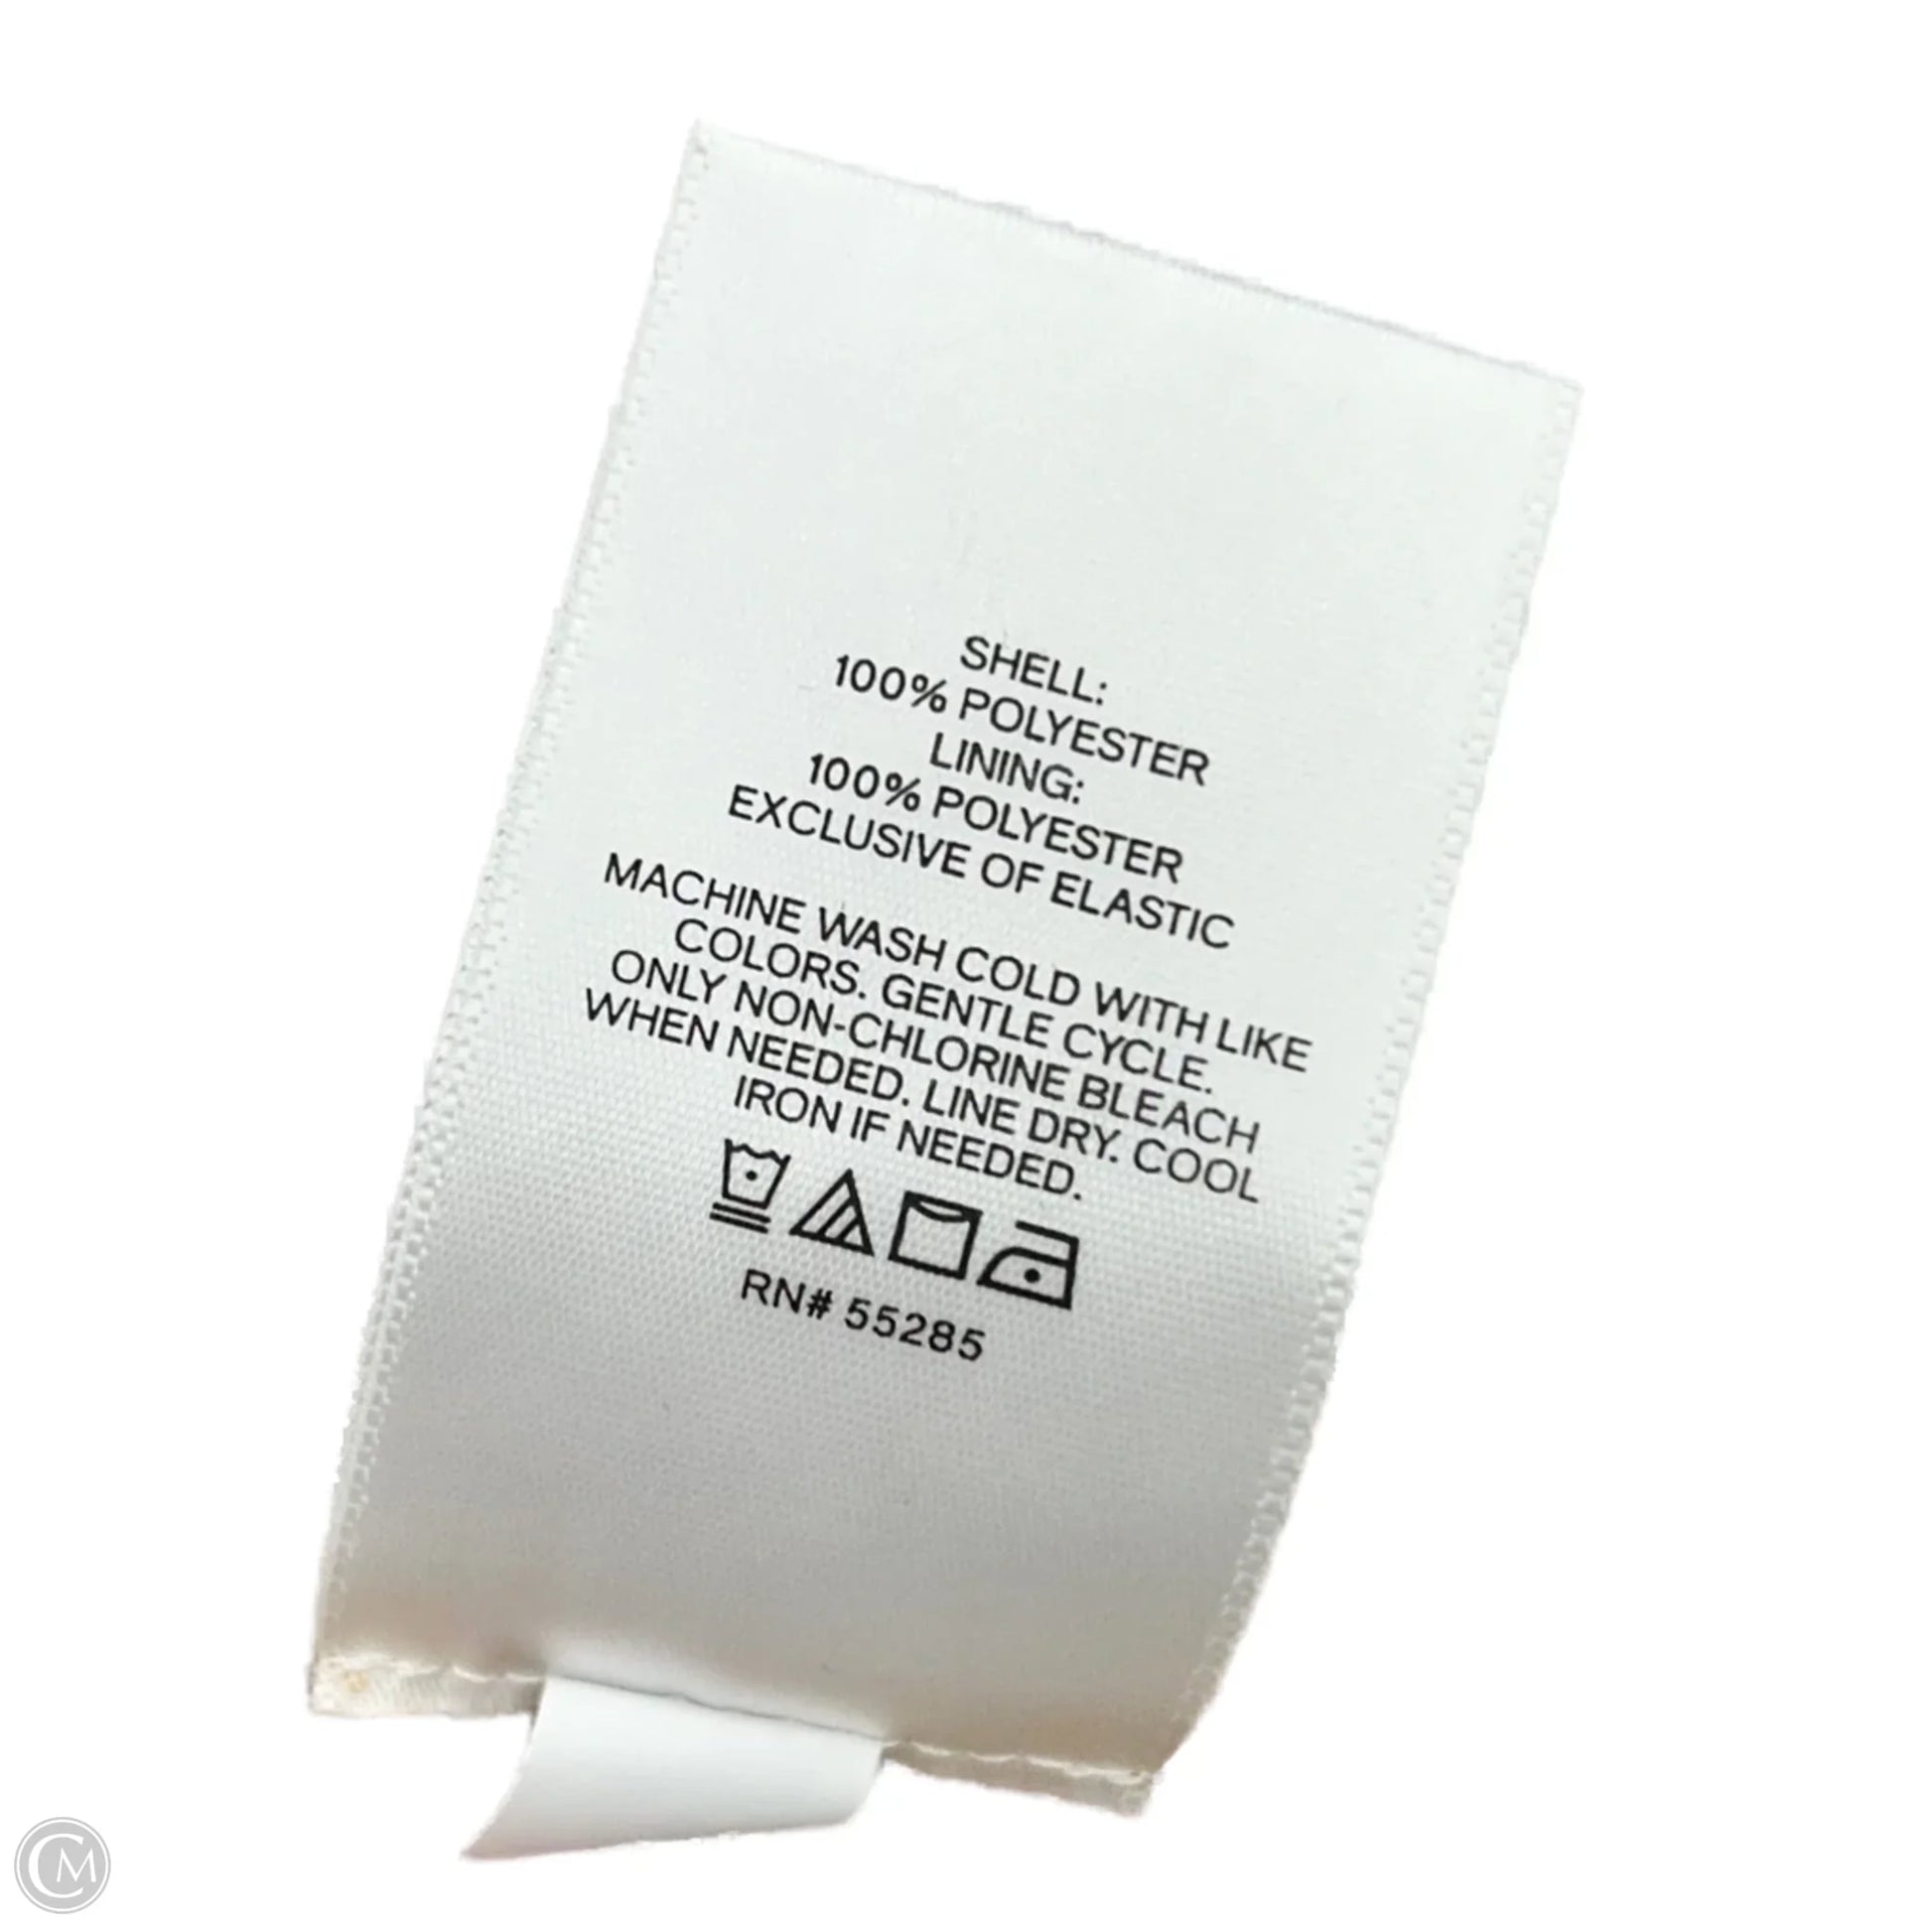 SHELL:
100% POLYESTER
LINING:
100% POLYESTER
EXCLUSIVE OF ELASTIC
MACHINE WASH COLD WITH LIKE
COLORS. GENTLE CYCLE.
ONLY NON-CHLORINE BLEACH
WHEN NEEDED. LINE DRY. COOL
IRON IF NEEDED.
RN# 55285
CM